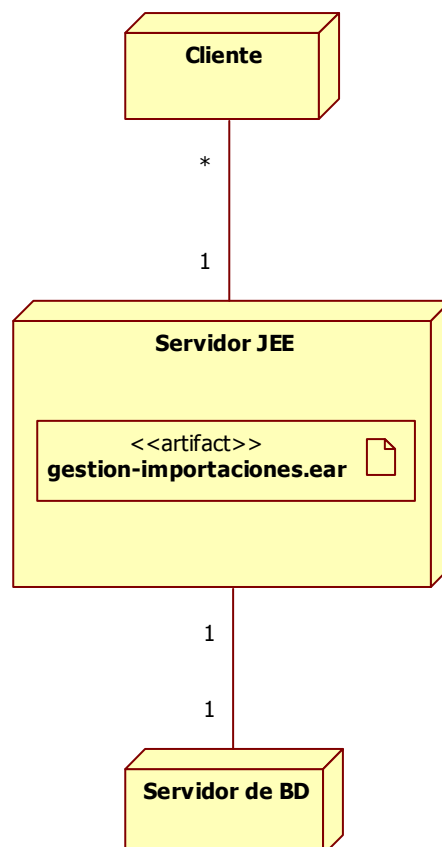 Cliente
*
1
Servidor JEE
<<artifact>>
gestion-importaciones.ear
1
1
Servidor de BD